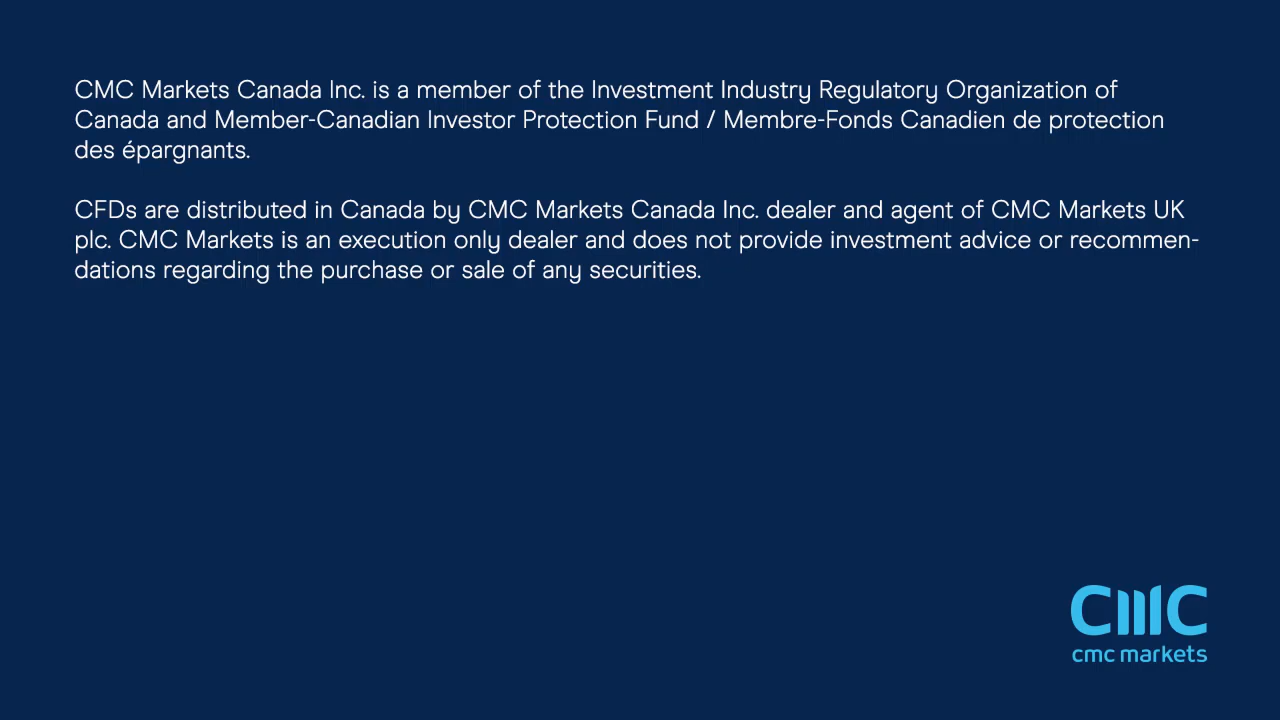 CMC Markets Canada Inc. is a member of the Investment Industry Regulatory Organization of
Canada and Member-Canadian Investor Protection Fund / Membre-Fonds Canadien de protection
des épargnants.
CFDs are distributed in Canada by CMC Markets Canada Inc. dealer and agent of CMC Markets UK
plc. CMC Markets is an execution only dealer and does not provide investment advice or recommen-
dations regarding the purchase or sale of any securities.
CMC
cmc markets